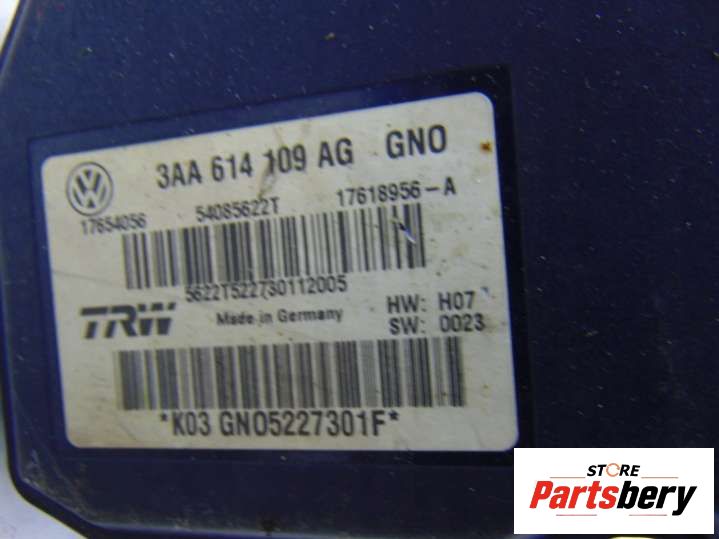 3AA 614 109 AG GNO
17654056 54085622T 17618956-A
5622T522730112005
TRW Made in Germany HW: H07
SW: 0023
*K03 GNO5227301F*
STORE
Partsbery